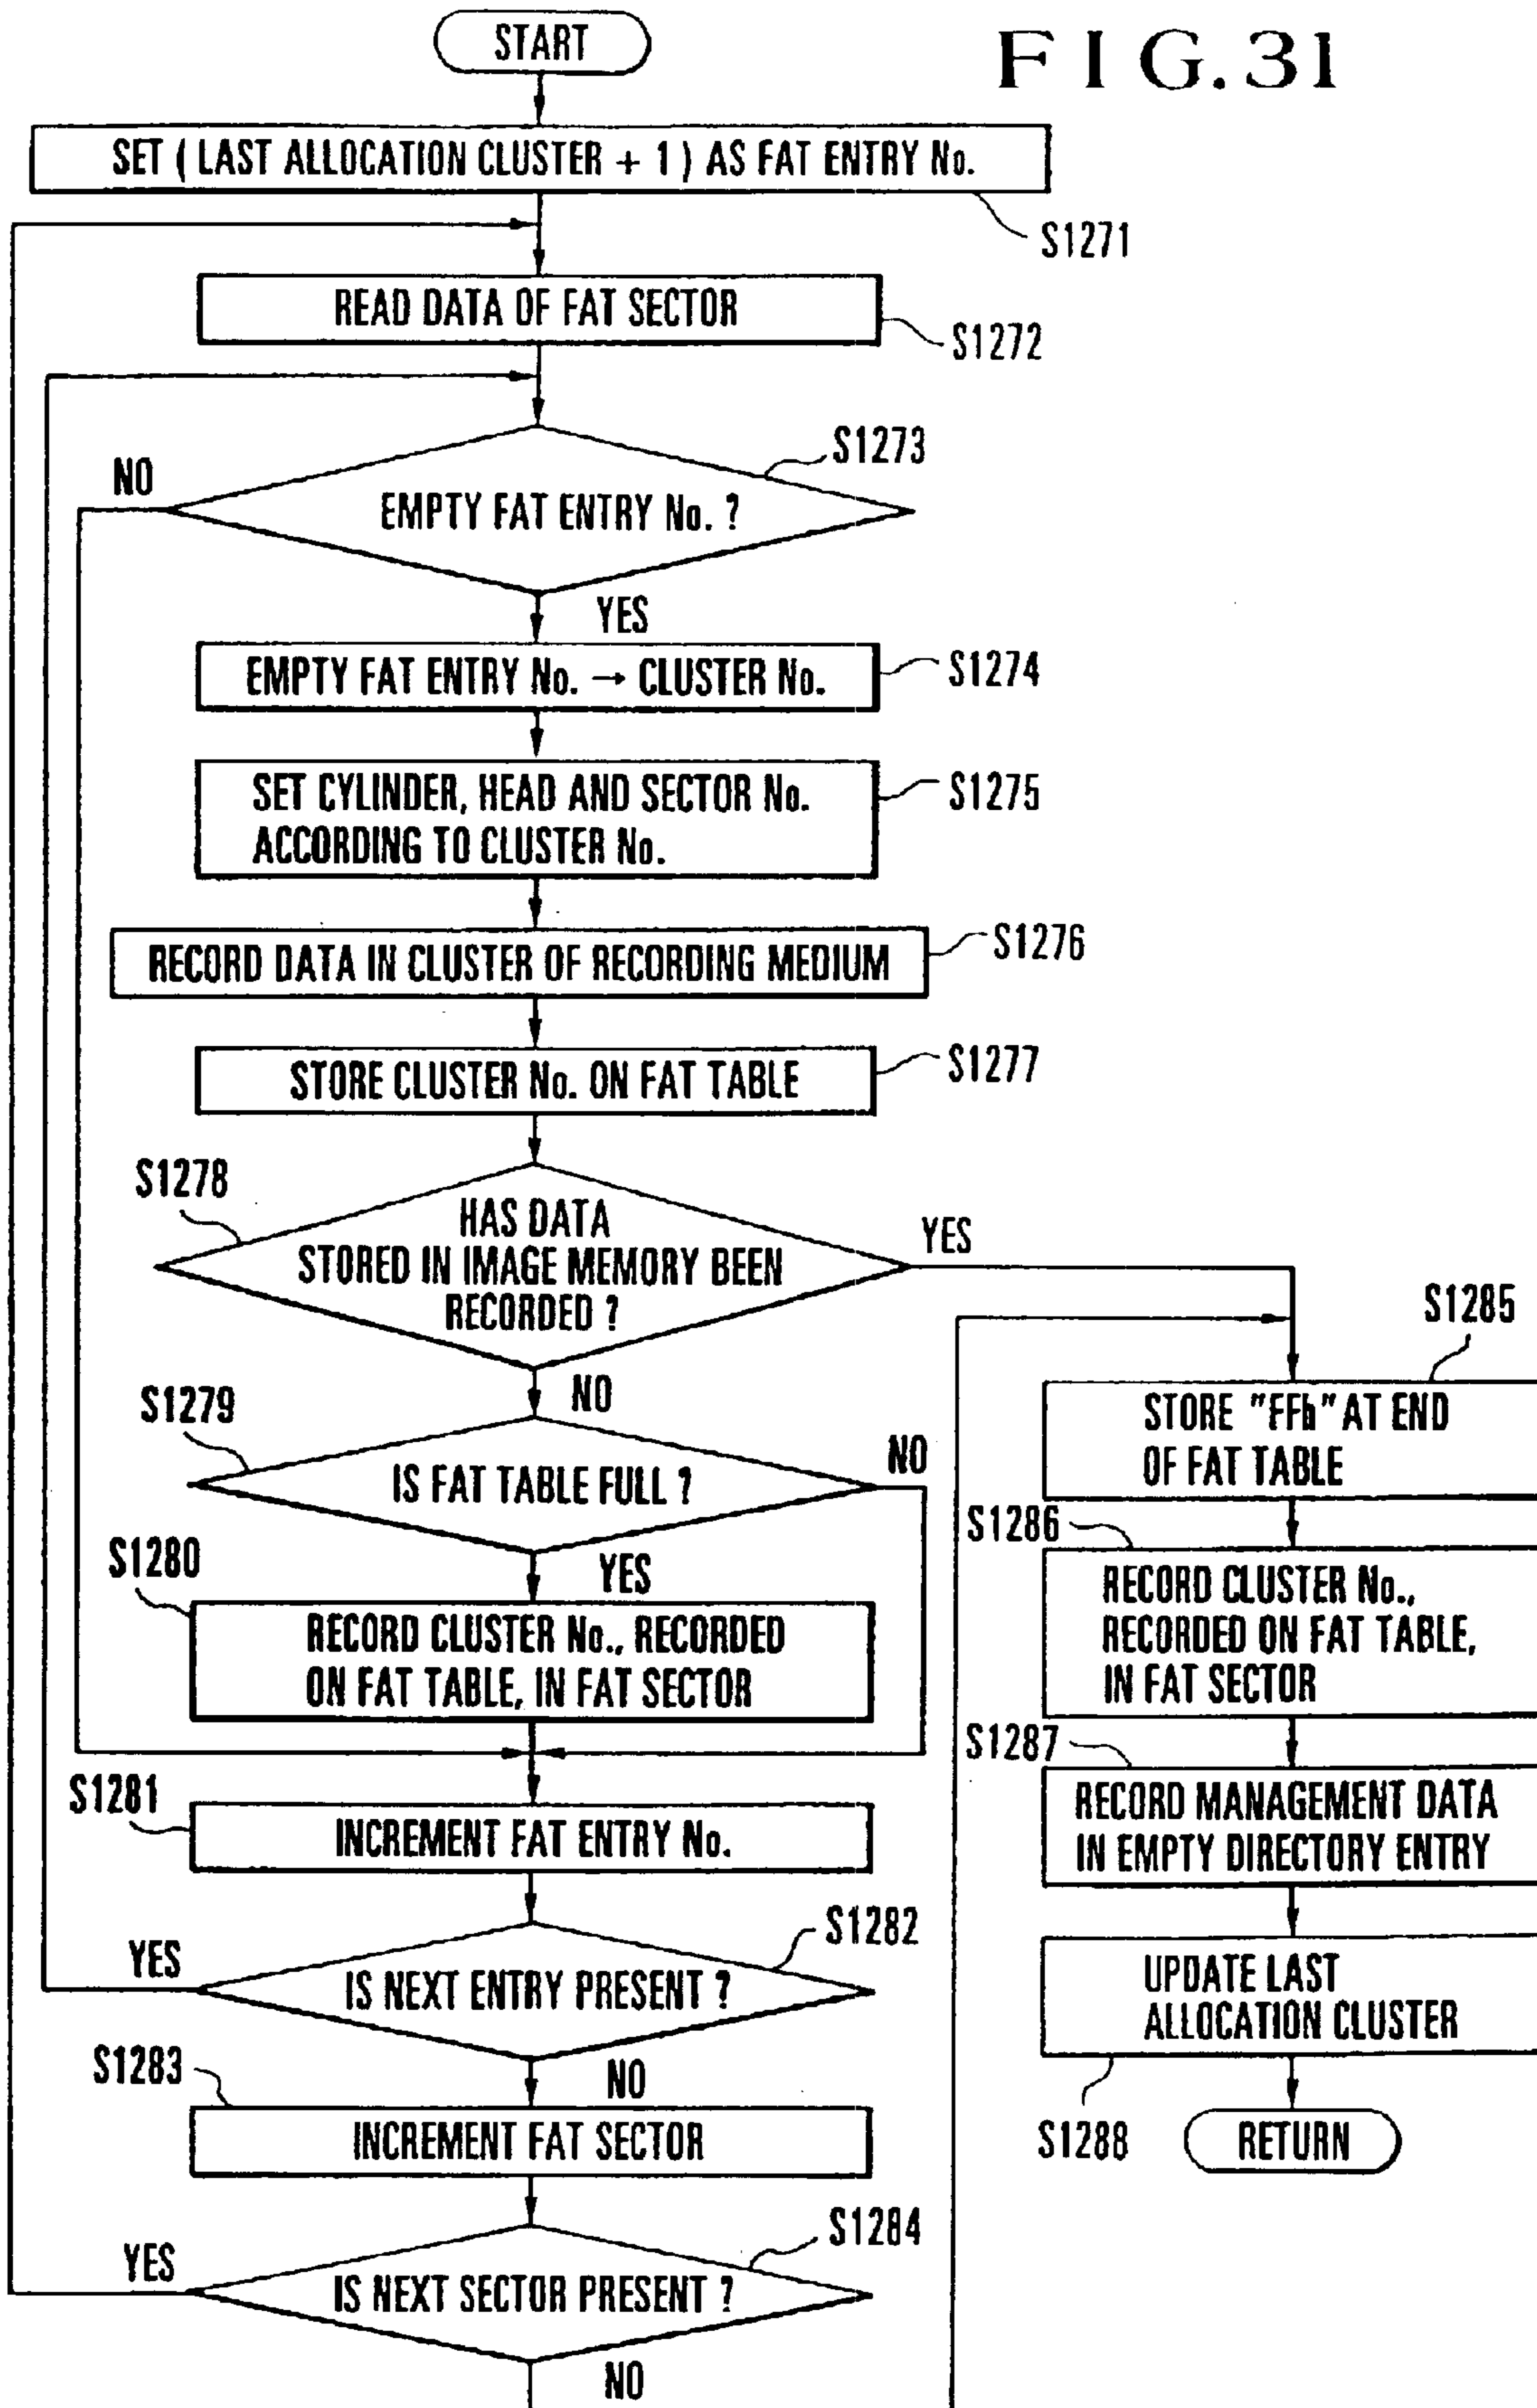 START
FIG.31
SET ( LAST ALLOCATION CLUSTER + 1 ) AS FAT ENTRY No.
S1271
READ DATA OF FAT SECTOR
S1272
S1273
NO
EMPTY FAT ENTRY No. ?
YES
EMPTY FAT ENTRY No. → CLUSTER No.
S1274
SET CYLINDER, HEAD AND SECTOR No.
ACCORDING TO CLUSTER No.
S1275
RECORD DATA IN CLUSTER OF RECORDING MEDIUM
S1276
STORE CLUSTER No. ON FAT TABLE
S1277
S1278
HAS DATA
STORED IN IMAGE MEMORY BEEN
RECORDED ?
YES
NO
S1279
IS FAT TABLE FULL ?
NO
YES
S1280
RECORD CLUSTER No., RECORDED
ON FAT TABLE, IN FAT SECTOR
S1281
INCREMENT FAT ENTRY No.
S1282
YES
IS NEXT ENTRY PRESENT ?
NO
S1283
INCREMENT FAT SECTOR
S1284
YES
IS NEXT SECTOR PRESENT ?
NO
S1285
STORE "FFh" AT END
OF FAT TABLE
S1286
RECORD CLUSTER No.,
RECORDED ON FAT TABLE,
IN FAT SECTOR
S1287
RECORD MANAGEMENT DATA
IN EMPTY DIRECTORY ENTRY
UPDATE LAST
ALLOCATION CLUSTER
S1288
RETURN